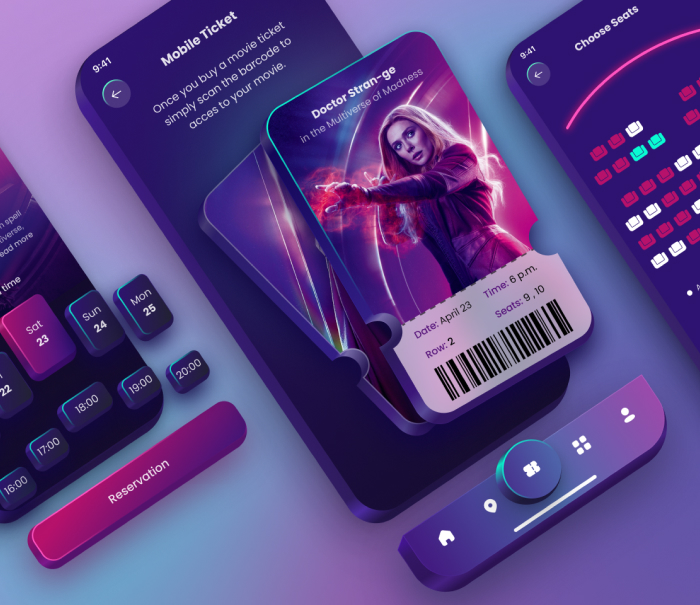 9:41
Mobile Ticket
Once you buy a movie ticket
simply scan the barcode to
acces to your movie.
Doctor Stran-ge
in the Multiverse of Madness
Date: April 23
Time: 6 p.m.
Row: 2
Seats: 9, 10
9:41
Choose Seats
spell
ead more
time
Sat
23
Sun
24
Mon
25
22
16:00
17:00
18:00
19:00
20:00
Reservation